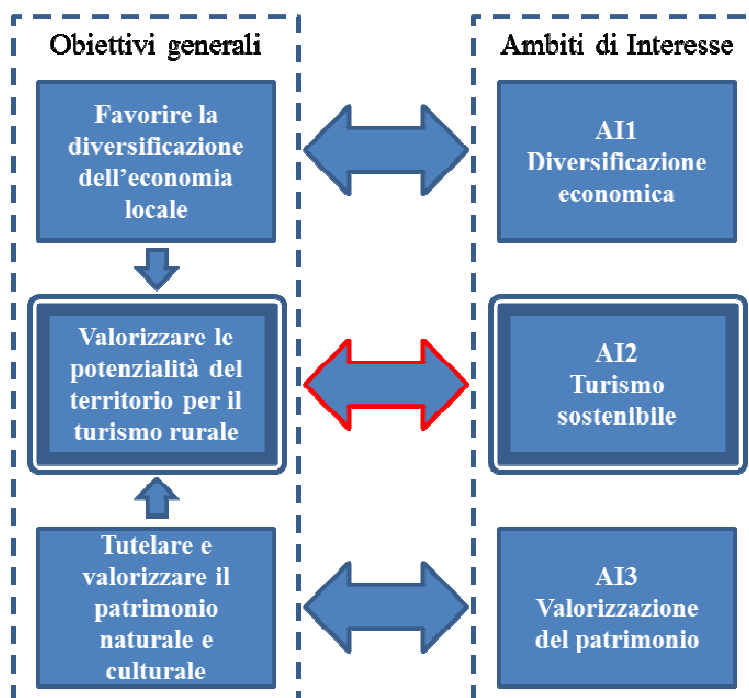 Obiettivi generali
Favorire la
diversificazione
dell’economia
locale
Valorizzare le
potenzialità del
territorio per il
turismo rurale
Tutelare e
valorizzare il
patrimonio
naturale e
culturale
Ambiti di Interesse
AI1
Diversificazione
economica
AI2
Turismo
sostenibile
AI3
Valorizzazione
del patrimonio